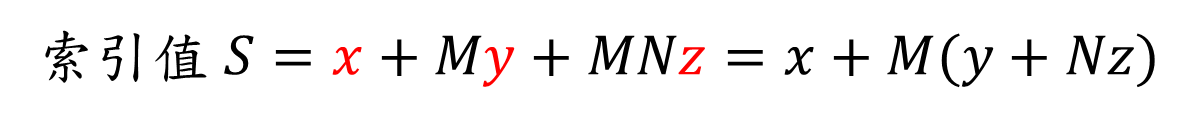 索引值 S = x + My + MNz = x + M(y + Nz)